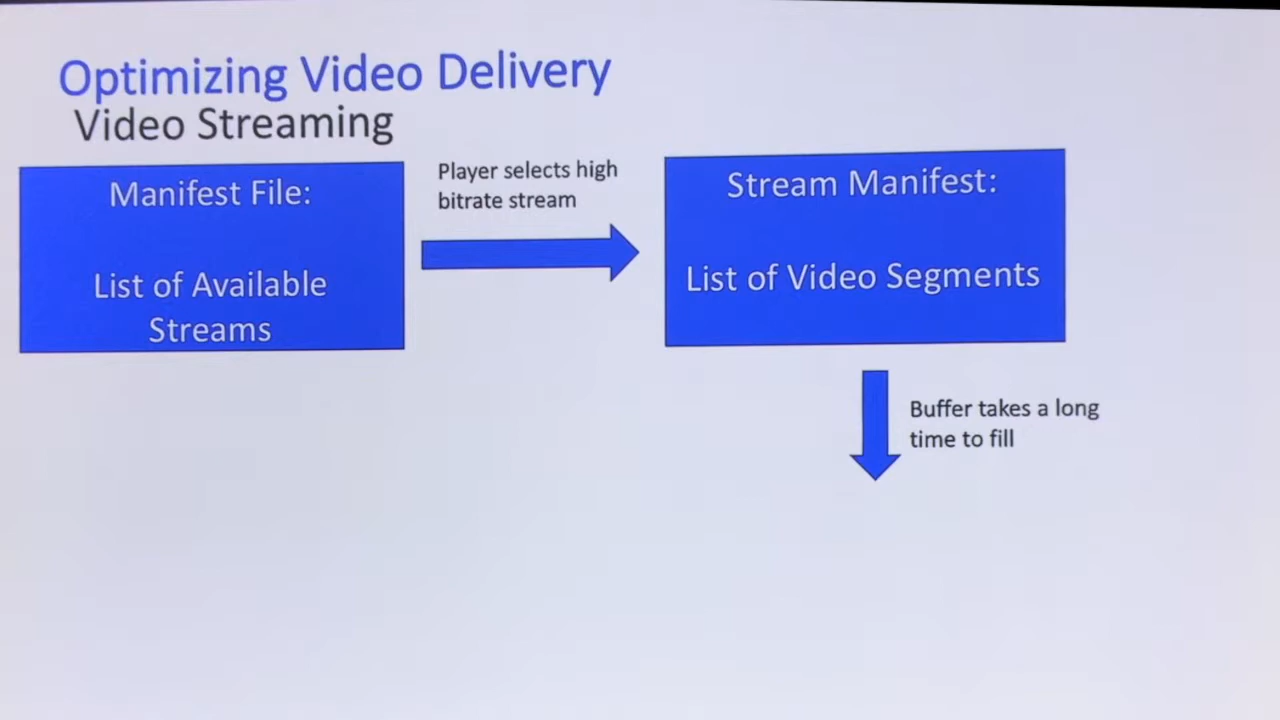 Optimizing Video Delivery
Video Streaming
Manifest File:
List of Available
Streams
Player selects high
bitrate stream
Stream Manifest:
List of Video Segments
Buffer takes a long
time to fill